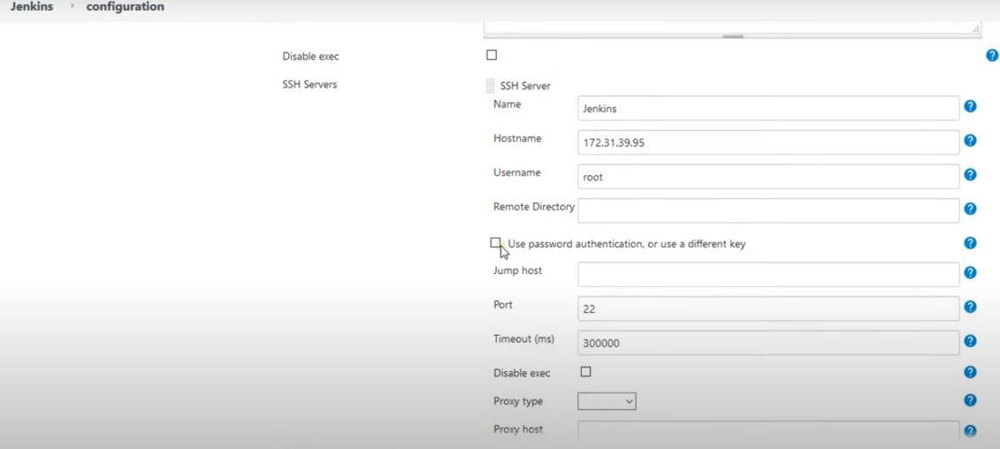 Jenkins configuration
Disable exec
SSH Servers
SSH Server
Name Jenkins
Hostname 172.31.39.95
Username root
Remote Directory
Use password authentication, or use a different key
Jump host
Port 22
Timeout (ms) 300000
Disable exec
Proxy type
Proxy host